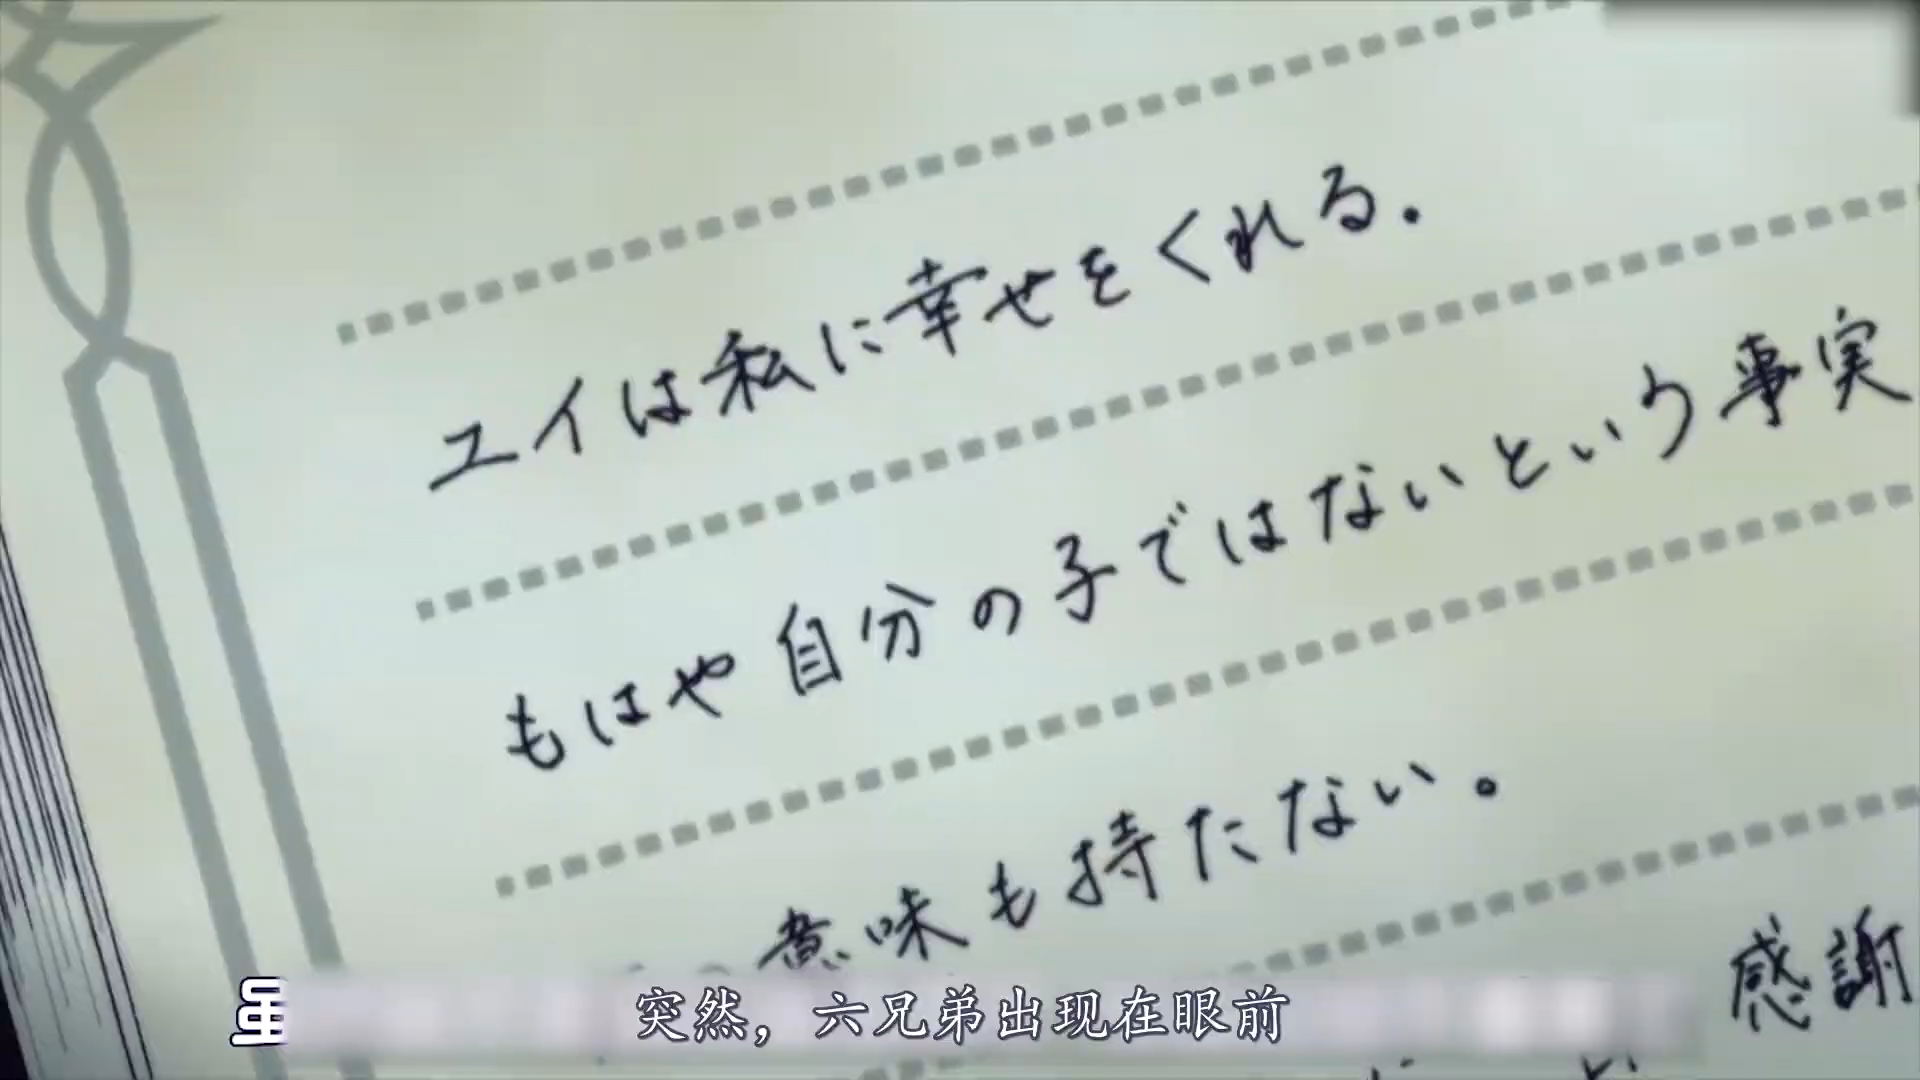 ユイは私に幸せをくれる.
もはや自分の子ではないという事実
意味も持たない。
感謝
突然，六兄弟出现在眼前